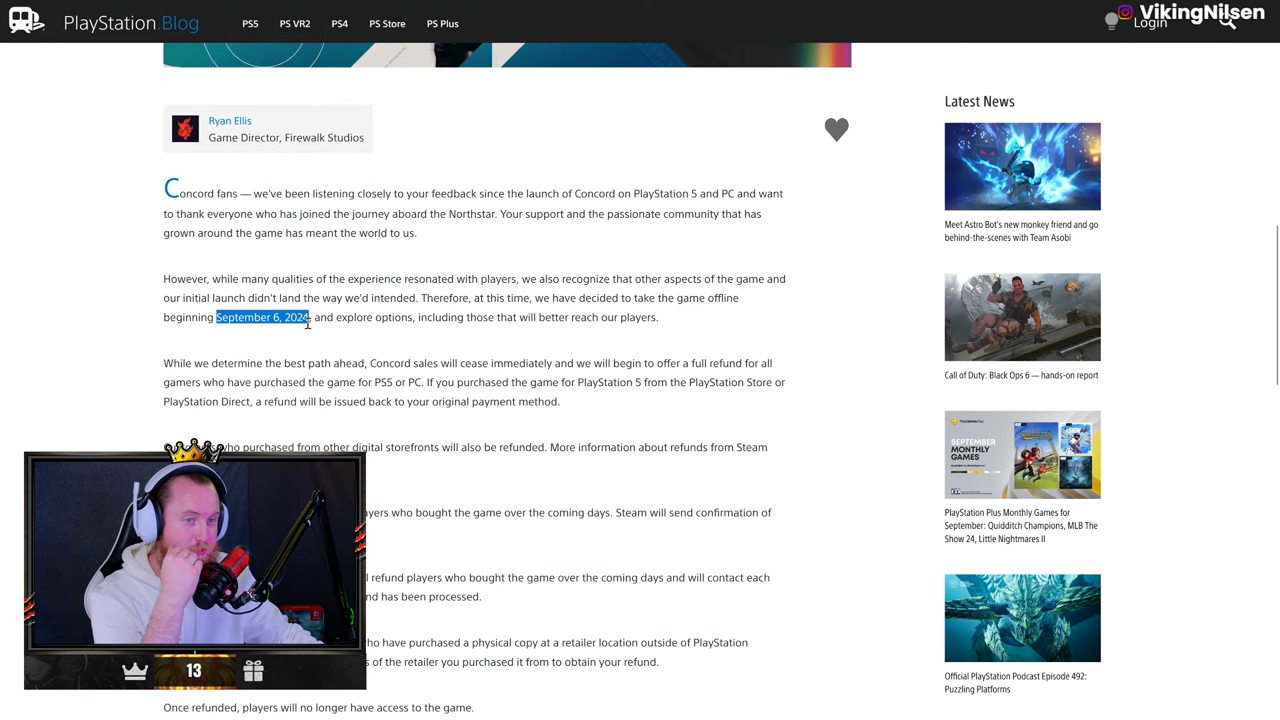 PlayStation.Blog
PS5
PS VR2
PS4
PS Store
PS Plus
Login
VikingNilsen
Ryan Ellis
Game Director, Firewalk Studios
Latest News
Concord fans — we've been listening closely to your feedback since the launch of Concord on PlayStation 5 and PC and want
to thank everyone who has joined the journey aboard the Northstar. Your support and the passionate community that has
grown around the game has meant the world to us.
However, while many qualities of the experience resonated with players, we also recognize that other aspects of the game and
our initial launch didn't land the way we'd intended. Therefore, at this time, we have decided to take the game offline
beginning September 6, 2024, and explore options, including those that will better reach our players.
While we determine the best path ahead, Concord sales will cease immediately and we will begin to offer a full refund for all
gamers who have purchased the game for PS5 or PC. If you purchased the game for PlayStation 5 from the PlayStation Store or
PlayStation Direct, a refund will be issued back to your original payment method.
who purchased from other digital storefronts will also be refunded. More information about refunds from Steam
players who bought the game over the coming days. Steam will send confirmation of
refund players who bought the game over the coming days and will contact each
has been processed.
who have purchased a physical copy at a retailer location outside of PlayStation
of the retailer you purchased it from to obtain your refund.
Once refunded, players will no longer have access to the game.
13
Meet Astro Bot's new monkey friend and go
behind-the-scenes with Team Asobi
Call of Duty: Black Ops 6 — hands-on report
SEPTEMBER
MONTHLY
GAMES
PlayStation Plus Monthly Games for
September: Quidditch Champions, MLB The
Show 24, Little Nightmares II
Official PlayStation Podcast Episode 492:
Puzzling Platforms